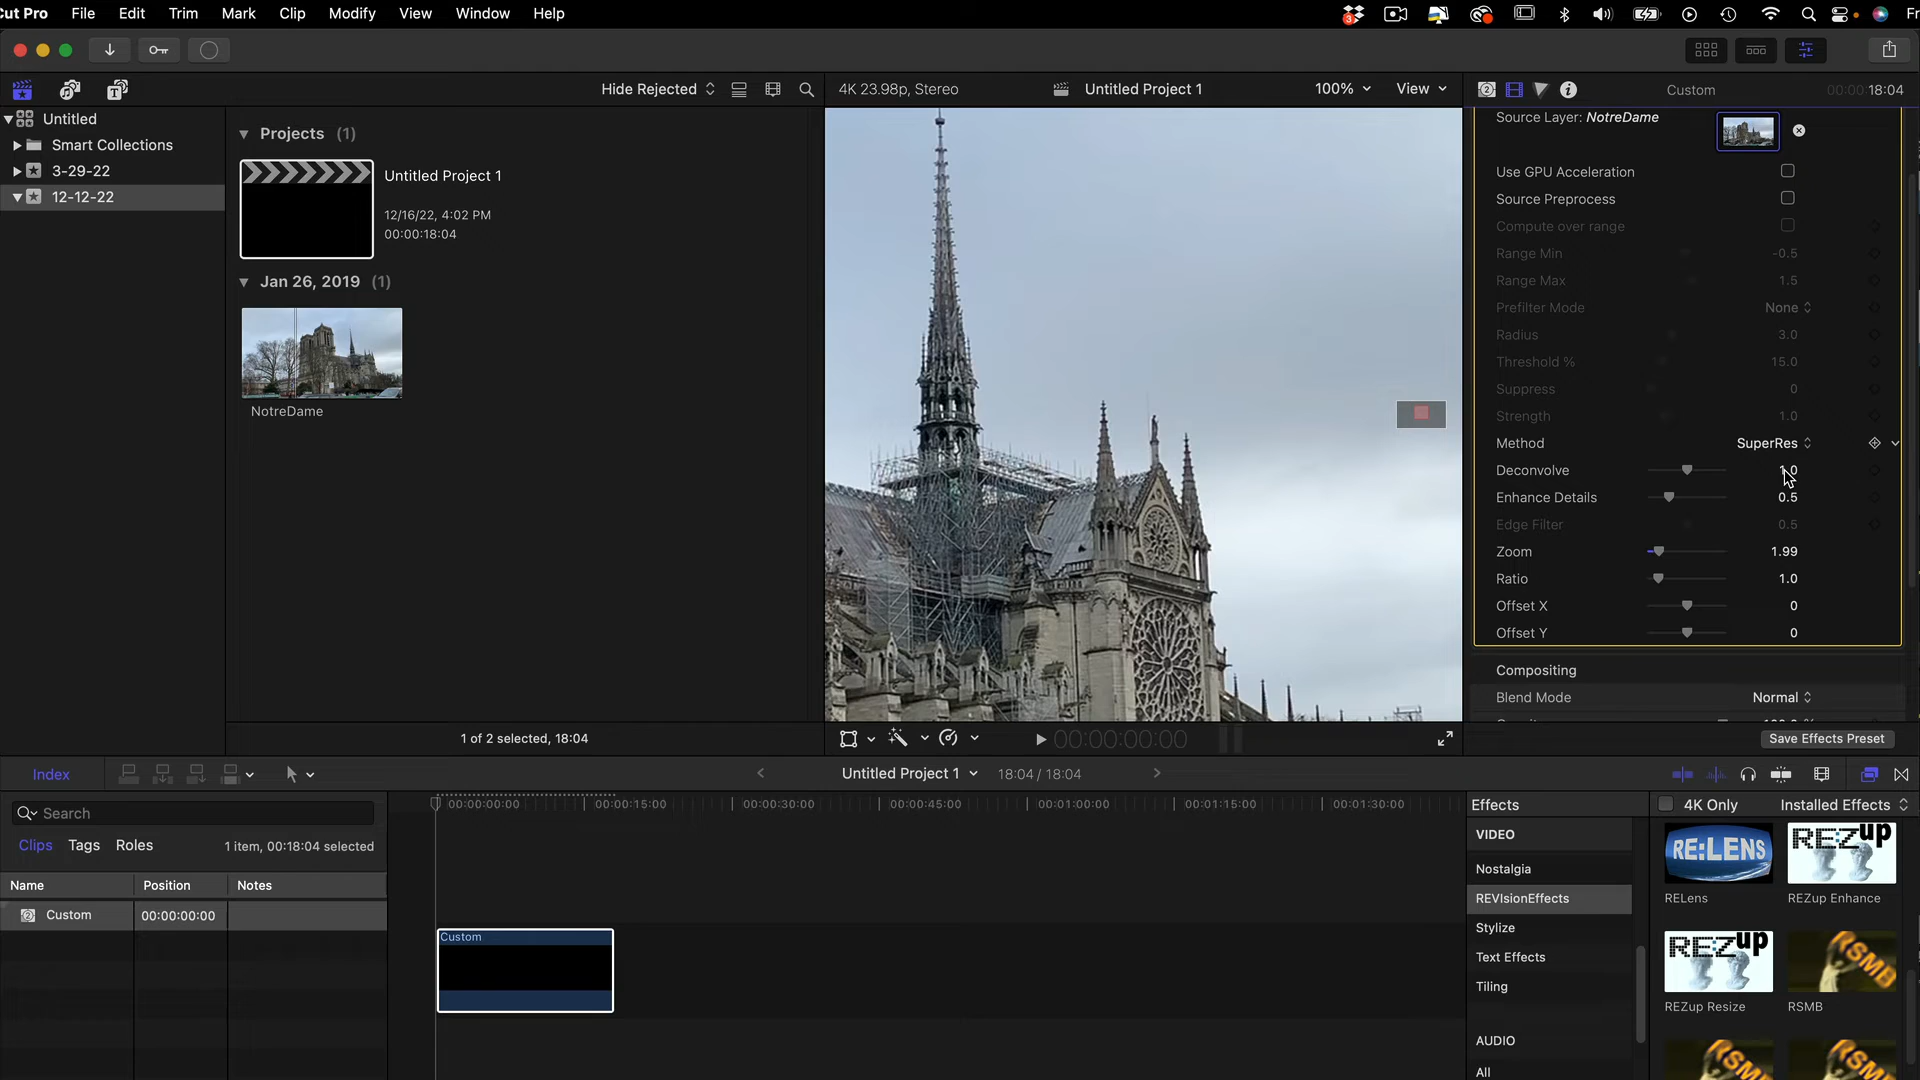 ut Pro File Edit Trim Mark Clip Modify View Window Help 3 Fr
Hide Rejected
4K 23.98p, Stereo
Untitled Project 1
100%
View
Custom
00:00:18:04
Untitled
Smart Collections
3-29-22
12-12-22
Projects (1)
Untitled Project 1
12/16/22, 4:02 PM
00:00:18:04
Jan 26, 2019 (1)
NotreDame
1 of 2 selected, 18:04
00:00:00:00
Source Layer: NotreDame
Use GPU Acceleration
Source Preprocess
Compute over range
Range Min -0.5
Range Max 1.5
Prefilter Mode None
Radius 3.0
Threshold % 15.0
Suppress 0
Strength 1.0
Method SuperRes
Deconvolve 1.0
Enhance Details 0.5
Edge Filter 0.5
Zoom 1.99
Ratio 1.0
Offset X 0
Offset Y 0
Compositing
Blend Mode Normal
Save Effects Preset
Index
Untitled Project 1
18:04 / 18:04
Search
Clips Tags Roles 1 item, 00:18:04 selected
Name Position Notes
Custom 00:00:00:00
00:00:00:00 00:00:15:00 00:00:30:00 00:00:45:00 00:01:00:00 00:01:15:00 00:01:30:00
Custom
Effects
4K Only
Installed Effects
VIDEO
Nostalgia
REVIsionEffects
Stylize
Text Effects
Tiling
AUDIO
All
RE:LENS
RELens
RE:Zup
REZup Enhance
RE:Zup
REZup Resize
RSMB
RSMB